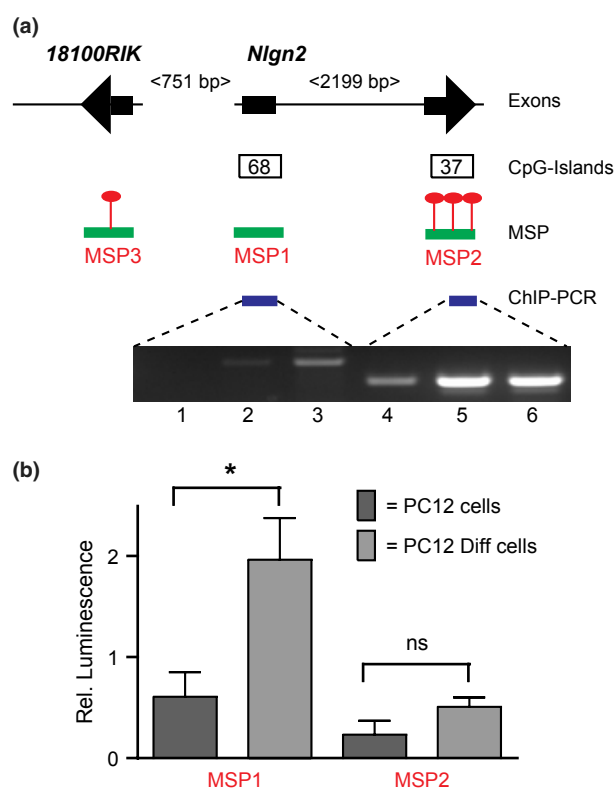 (a)
18100RIK Nlgn2
<751 bp> <2199 bp>
Exons
68 37 CpG-Islands
MSP
MSP3 MSP1 MSP2
ChIP-PCR
1 2 3 4 5 6
(b)
* = PC12 cells
= PC12 Diff cells
Rel. Luminescence
2
ns
1
0
MSP1 MSP2